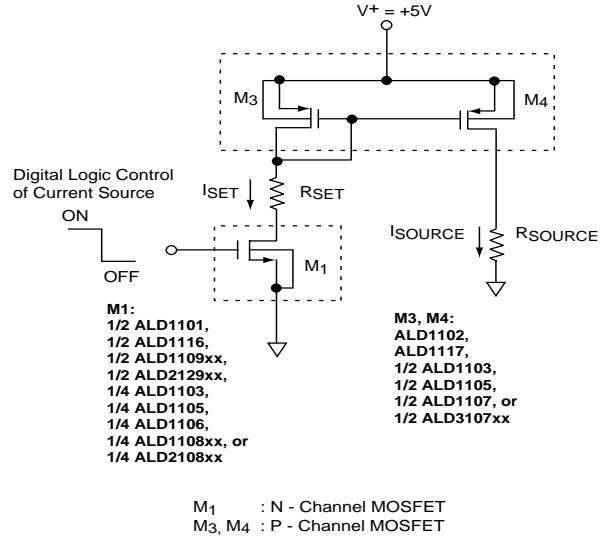 V+ = +5V
M3
M4
Digital Logic Control
of Current Source
ON
OFF
ISET
RSET
M1
ISOURCE
RSOURCE
M1:
1/2 ALD1101,
1/2 ALD1116,
1/2 ALD1109xx,
1/2 ALD2129xx,
1/4 ALD1103,
1/4 ALD1105,
1/4 ALD1106,
1/4 ALD1108xx, or
1/4 ALD2108xx
M3, M4:
ALD1102,
ALD1117,
1/2 ALD1103,
1/2 ALD1105,
1/2 ALD1107, or
1/2 ALD3107xx
M1 : N - Channel MOSFET
M3, M4 : P - Channel MOSFET